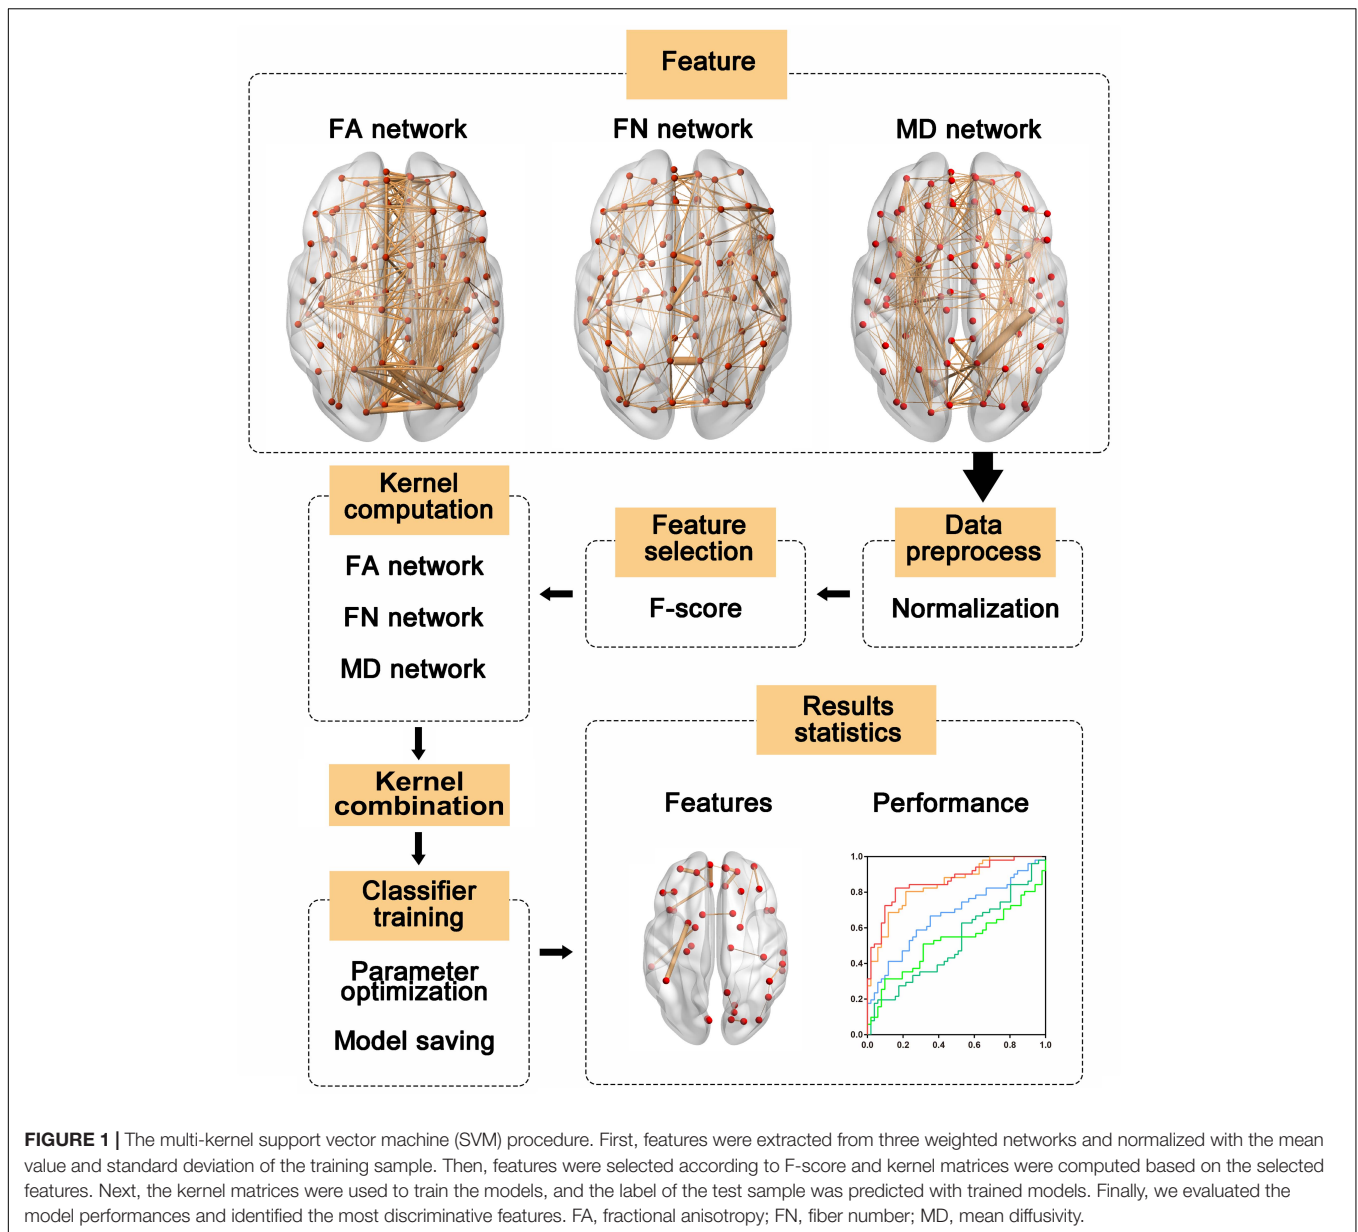 Feature
FA network
FN network
MD network
Kernel
computation
FA network
FN network
MD network
Feature
selection
F-score
Data
preprocess
Normalization
Kernel
combination
Classifier
training
Parameter
optimization
Model saving
Results
statistics
Features
Performance
1.0
0.8
0.6
0.4
0.2
0.0
0.0 0.2 0.4 0.6 0.8 1.0
FIGURE 1 | The multi-kernel support vector machine (SVM) procedure. First, features were extracted from three weighted networks and normalized with the mean
value and standard deviation of the training sample. Then, features were selected according to F-score and kernel matrices were computed based on the selected
features. Next, the kernel matrices were used to train the models, and the label of the test sample was predicted with trained models. Finally, we evaluated the
model performances and identified the most discriminative features. FA, fractional anisotropy; FN, fiber number; MD, mean diffusivity.